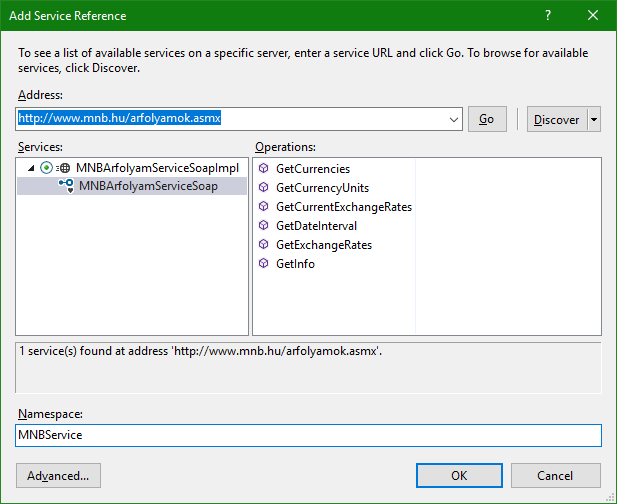 Add Service Reference
To see a list of available services on a specific server, enter a service URL and click Go. To browse for available
services, click Discover.
Address:
http://www.mnb.hu/arfolyamok.asmx
Go
Discover
Services:
Operations:
MNBArfolyamServiceSoapImpl
MNBArfolyamServiceSoap
GetCurrencies
GetCurrencyUnits
GetCurrentExchangeRates
GetDateInterval
GetExchangeRates
GetInfo
1 service(s) found at address 'http://www.mnb.hu/arfolyamok.asmx'.
Namespace:
MNBService
Advanced...
OK
Cancel